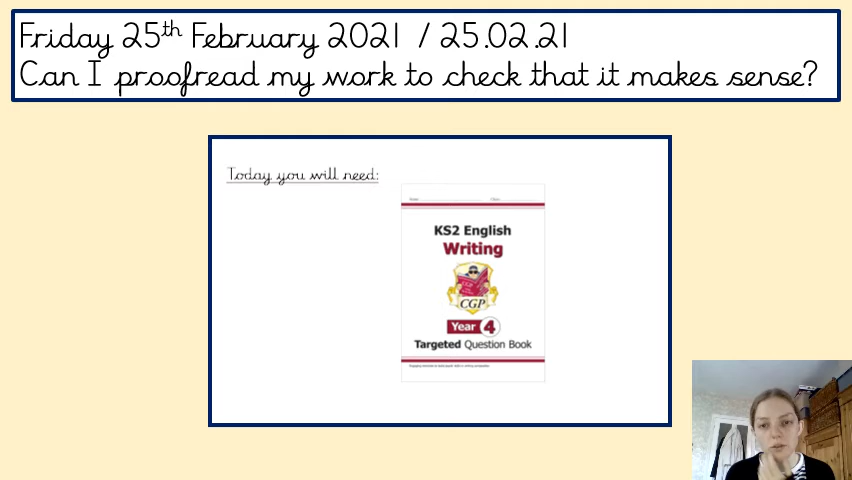 Friday 25th February 2021 / 25.02.21
Can I proofread my work to check that it makes sense?
Today you will need:
KS2 English
Writing
CGP
Year 4
Targeted Question Book